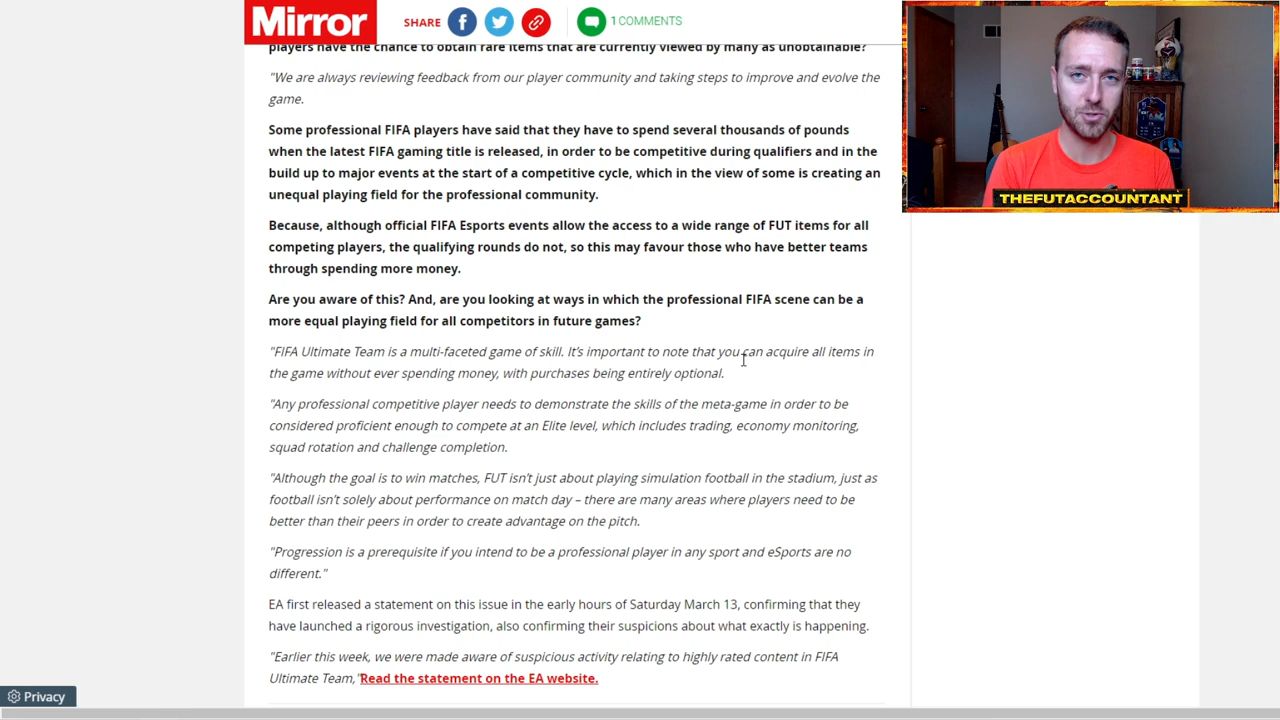 Mirror
SHARE
1 COMMENTS
players have the chance to obtain rare items that are currently viewed by many as unobtainable?
"We are always reviewing feedback from our player community and taking steps to improve and evolve the
game.
Some professional FIFA players have said that they have to spend several thousands of pounds
when the latest FIFA gaming title is released, in order to be competitive during qualifiers and in the
build up to major events at the start of a competitive cycle, which in the view of some is creating an
unequal playing field for the professional community.
Because, although official FIFA Esports events allow the access to a wide range of FUT items for all
competing players, the qualifying rounds do not, so this may favour those who have better teams
through spending more money.
Are you aware of this? And, are you looking at ways in which the professional FIFA scene can be a
more equal playing field for all competitors in future games?
"FIFA Ultimate Team is a multi-faceted game of skill. It's important to note that you can acquire all items in
the game without ever spending money, with purchases being entirely optional.
"Any professional competitive player needs to demonstrate the skills of the meta-game in order to be
considered proficient enough to compete at an Elite level, which includes trading, economy monitoring,
squad rotation and challenge completion.
"Although the goal is to win matches, FUT isn't just about playing simulation football in the stadium, just as
football isn't solely about performance on match day – there are many areas where players need to be
better than their peers in order to create advantage on the pitch.
"Progression is a prerequisite if you intend to be a professional player in any sport and eSports are no
different."
EA first released a statement on this issue in the early hours of Saturday March 13, confirming that they
have launched a rigorous investigation, also confirming their suspicions about what exactly is happening.
"Earlier this week, we were made aware of suspicious activity relating to highly rated content in FIFA
Ultimate Team,"Read the statement on the EA website.
Privacy
THEFUTACCOUNTANT